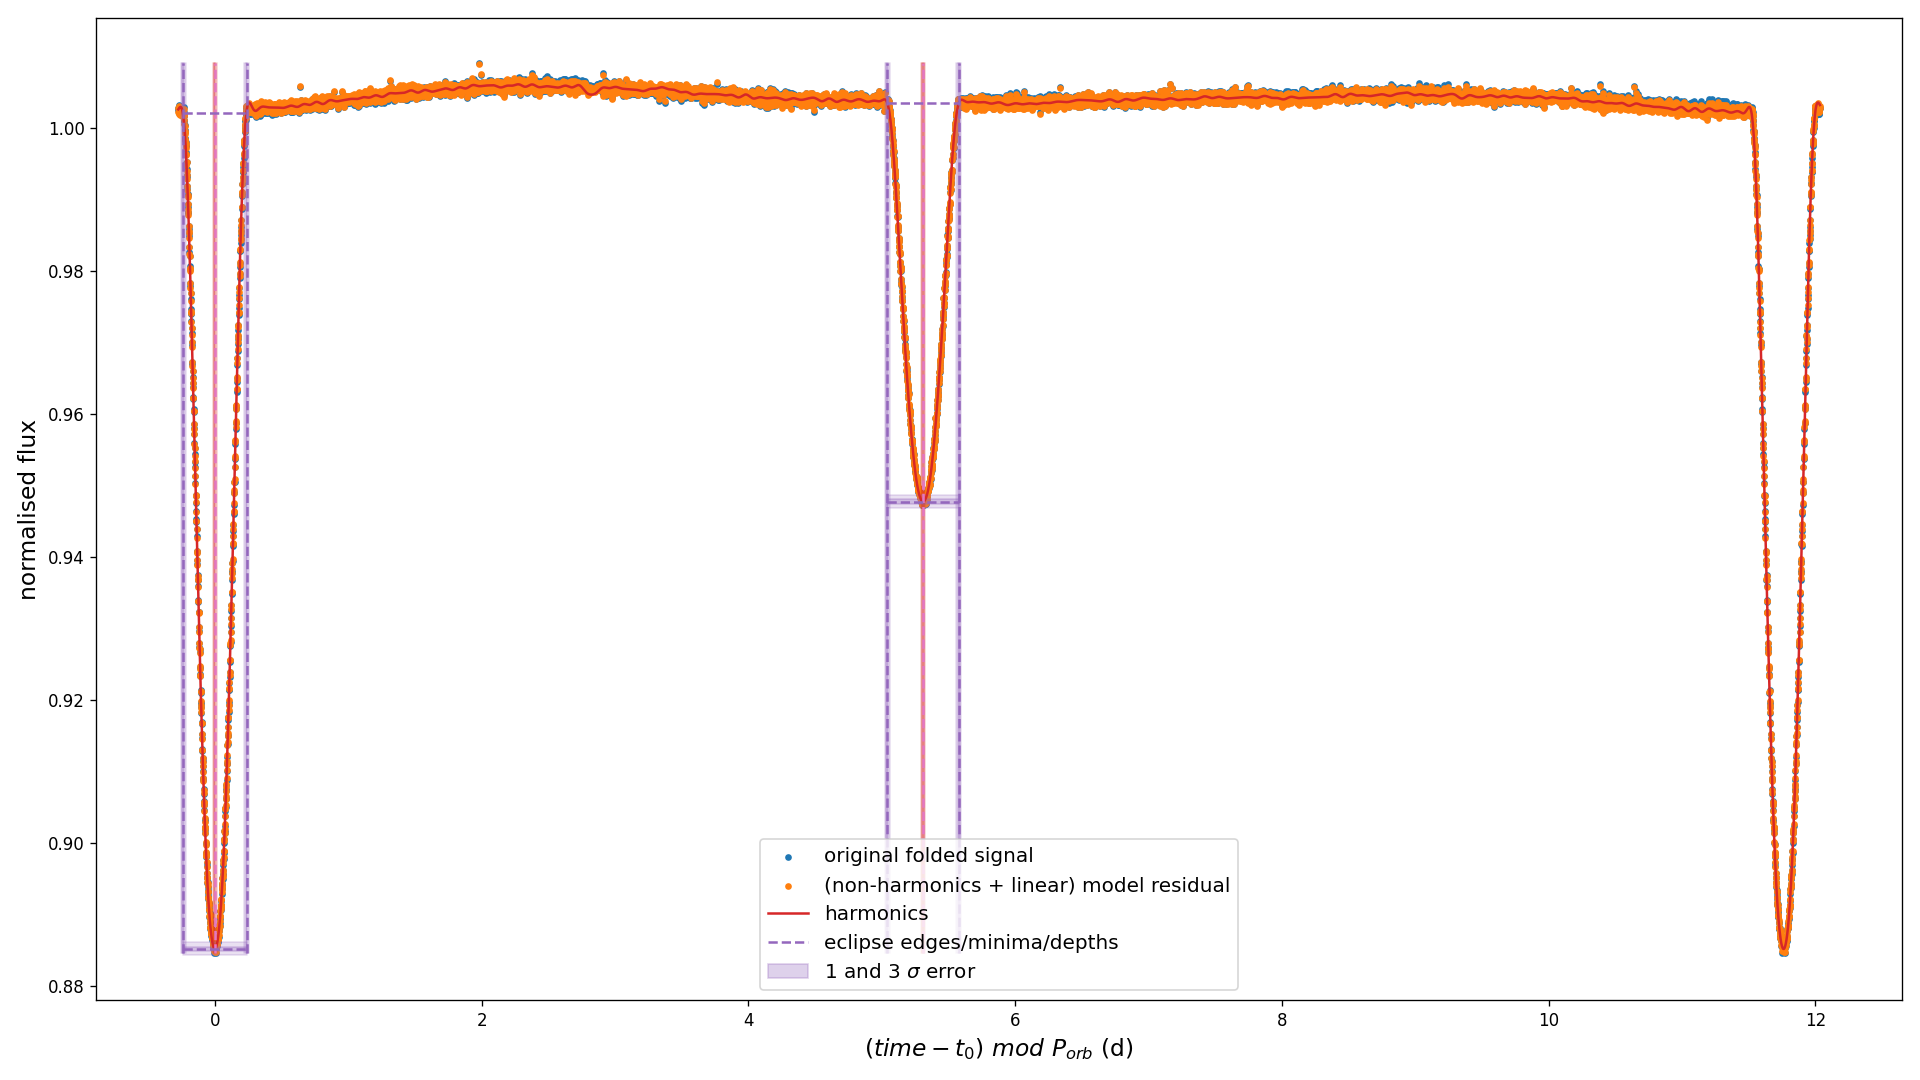 normalised flux
1.00
0.98
0.96
0.94
0.92
0.90
0.88
original folded signal
(non-harmonics + linear) model residual
harmonics
eclipse edges/minima/depths
1 and 3 σ error
0 2 4 6 8 10 12
(time − t₀) mod P_orb (d)